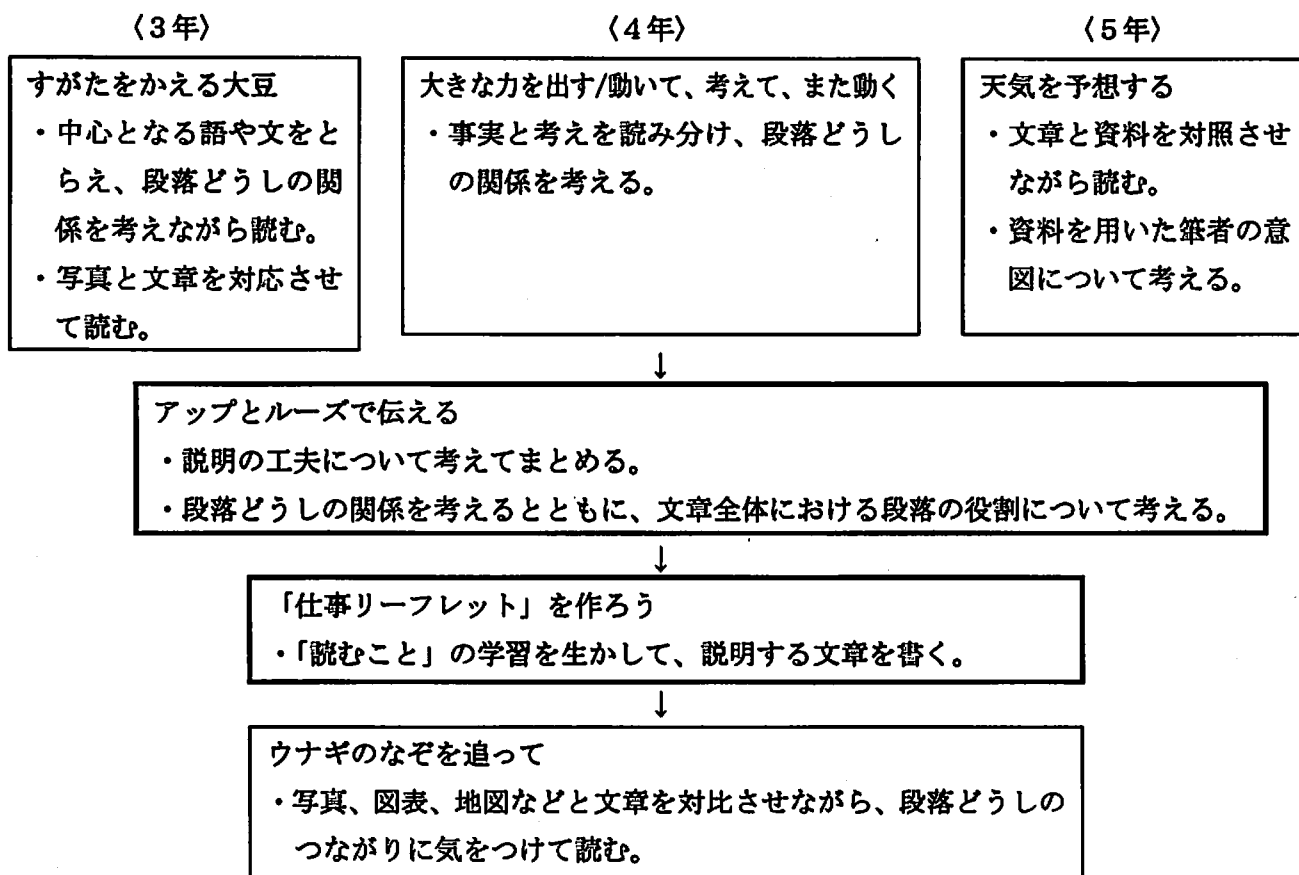 〈3年〉
〈4年〉
〈5年〉
すがたをかえる大豆
・中心となる語や文をと
らえ、段落どうしの関
係を考えながら読む。
・写真と文章を対応させ
て読む。
大きな力を出す/動いて、考えて、また動く
・事実と考えを読み分け、段落どうし
の関係を考える。
天気を予想する
・文章と資料を対照させ
ながら読む。
・資料を用いた筆者の意
図について考える。
↓
アップとルーズで伝える
・説明の工夫について考えてまとめる。
・段落どうしの関係を考えるとともに、文章全体における段落の役割について考える。
↓
「仕事リーフレット」を作ろう
・「読むこと」の学習を生かして、説明する文章を書く。
↓
ウナギのなぞを追って
・写真、図表、地図などと文章を対比させながら、段落どうしの
つながりに気をつけて読む。